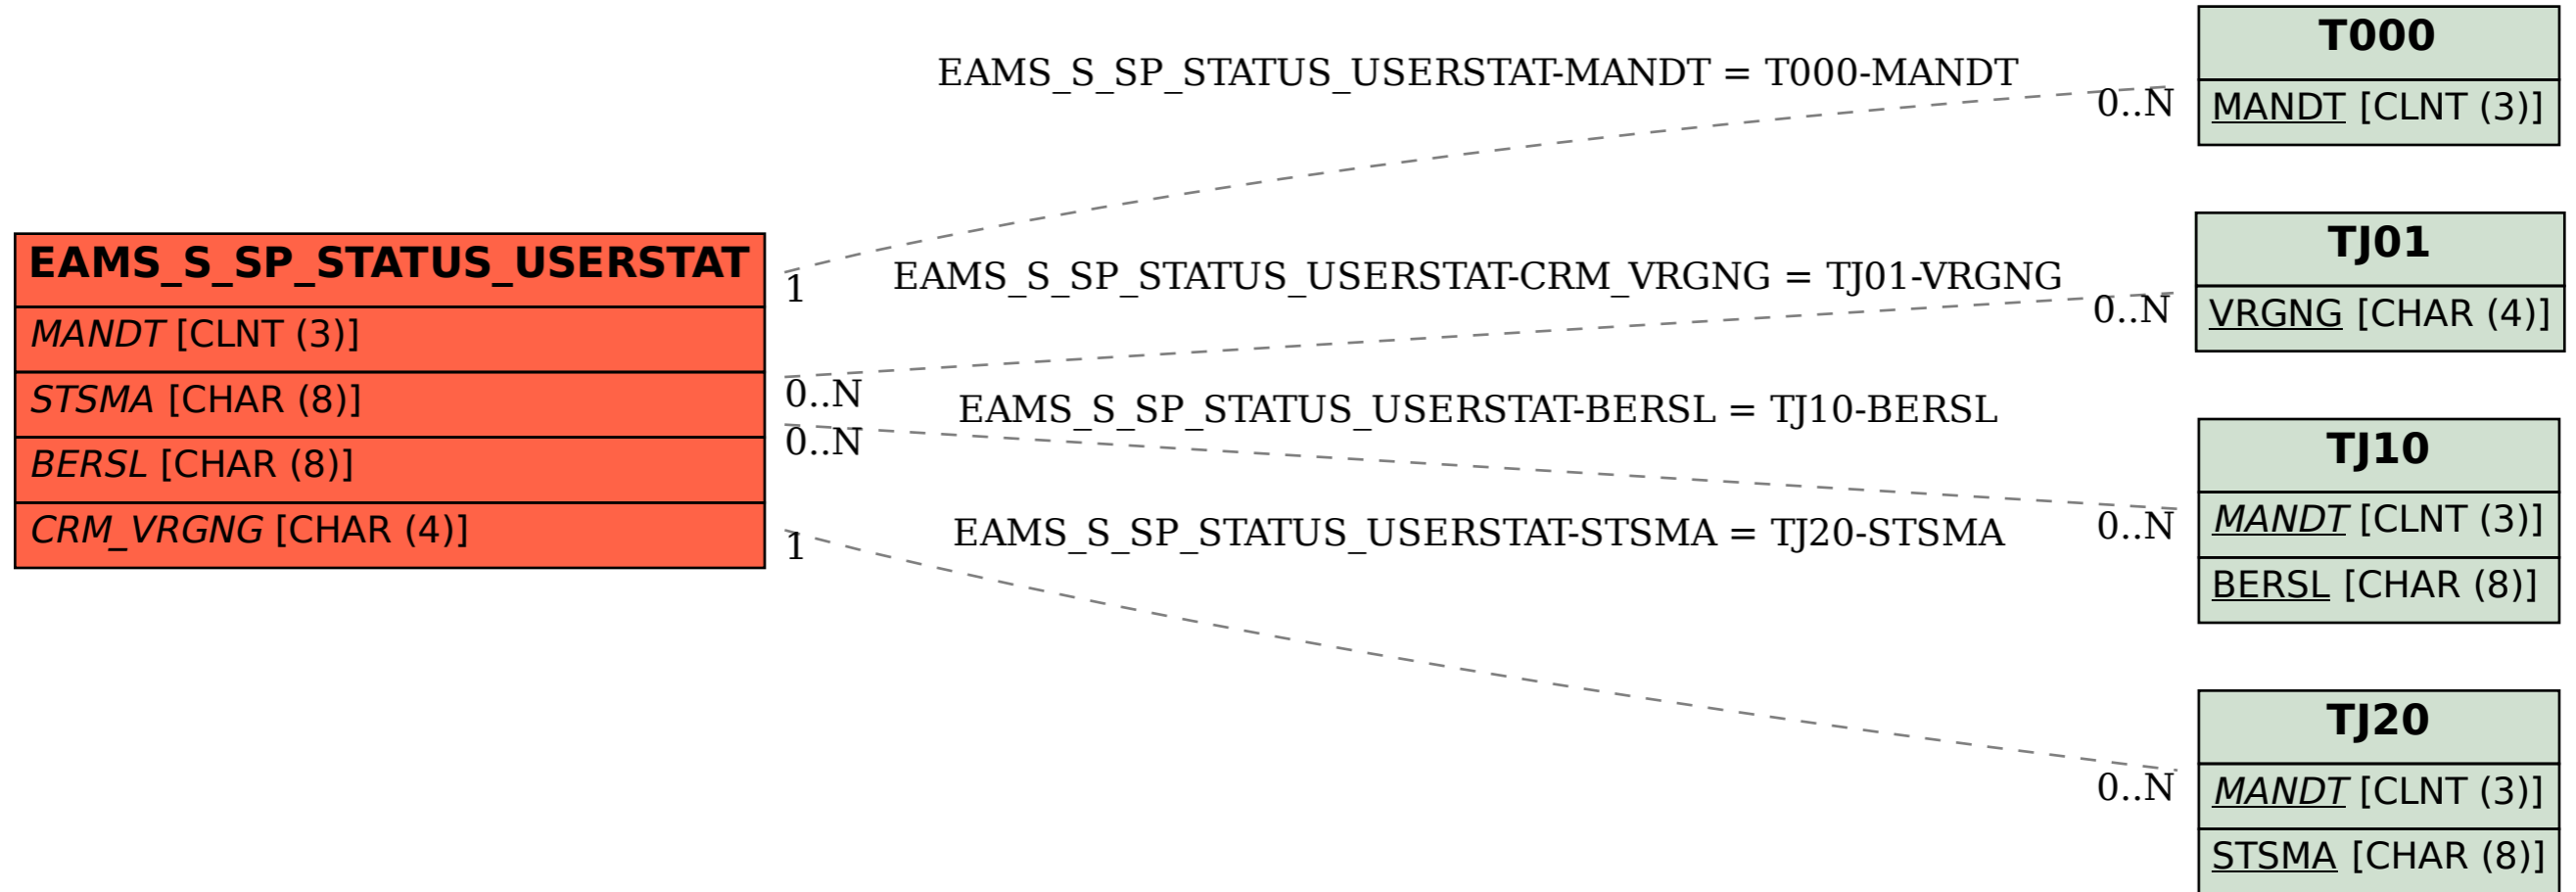 EAMS_S_SP_STATUS_USERSTAT
MANDT [CLNT (3)]
STSMA [CHAR (8)]
BERSL [CHAR (8)]
CRM_VRGNG [CHAR (4)]
EAMS_S_SP_STATUS_USERSTAT-MANDT = T000-MANDT
1
0..N
EAMS_S_SP_STATUS_USERSTAT-CRM_VRGNG = TJ01-VRGNG
0..N
0..N
EAMS_S_SP_STATUS_USERSTAT-BERSL = TJ10-BERSL
0..N
0..N
EAMS_S_SP_STATUS_USERSTAT-STSMA = TJ20-STSMA
1
0..N
T000
MANDT [CLNT (3)]
TJ01
VRGNG [CHAR (4)]
TJ10
MANDT [CLNT (3)]
BERSL [CHAR (8)]
TJ20
MANDT [CLNT (3)]
STSMA [CHAR (8)]